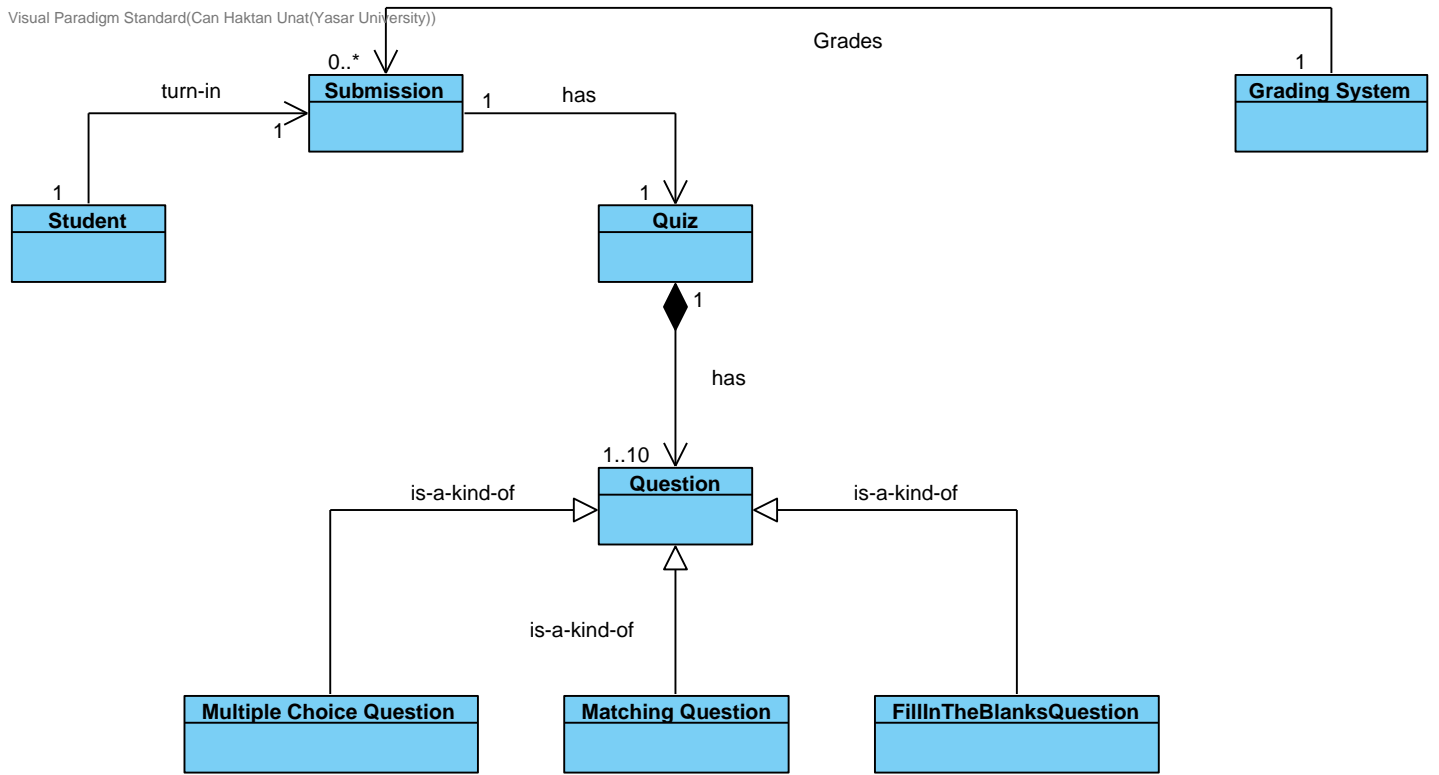 Visual Paradigm Standard(Can Haktan Unat(Yasar University))
Grades
0..*
1
turn-in
Submission
1
has
Grading System
1
1
1
Student
Quiz
1
has
1..10
Question
is-a-kind-of
is-a-kind-of
is-a-kind-of
Multiple Choice Question
Matching Question
FillInTheBlanksQuestion